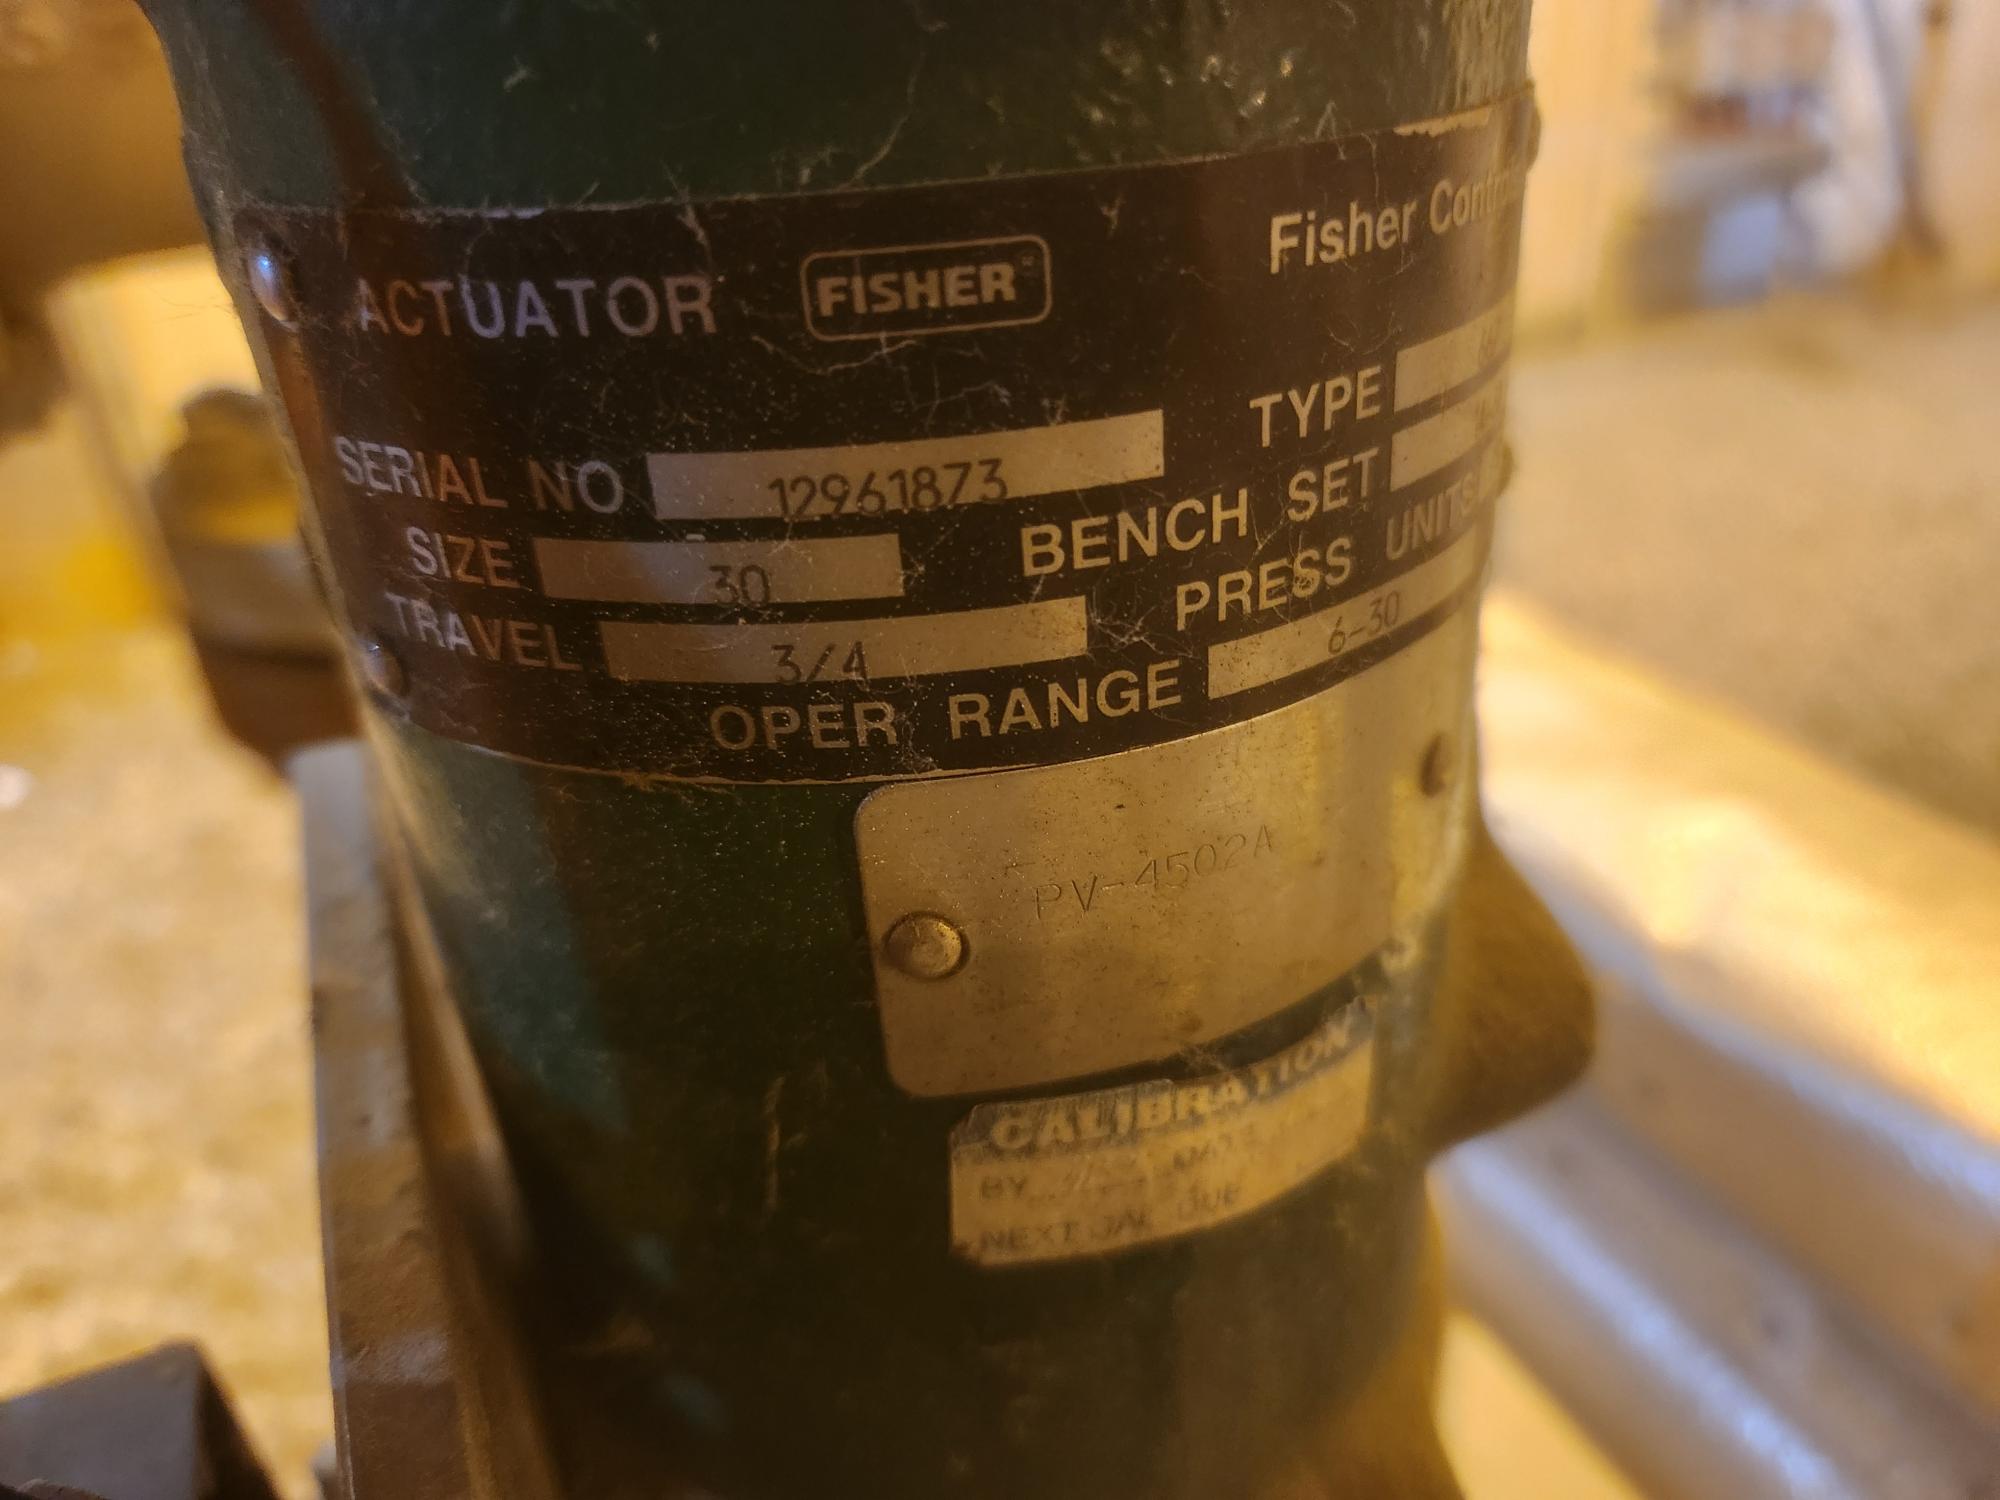 ACTUATOR FISHER Fisher
SERIAL NO 12961873 TYPE
SIZE 30 BENCH SET
TRAVEL 3/4 PRESS UNITS
OPER RANGE 6-30
PV-4502A
CALIBRATION
BY DATE
NEXT CAL DUE